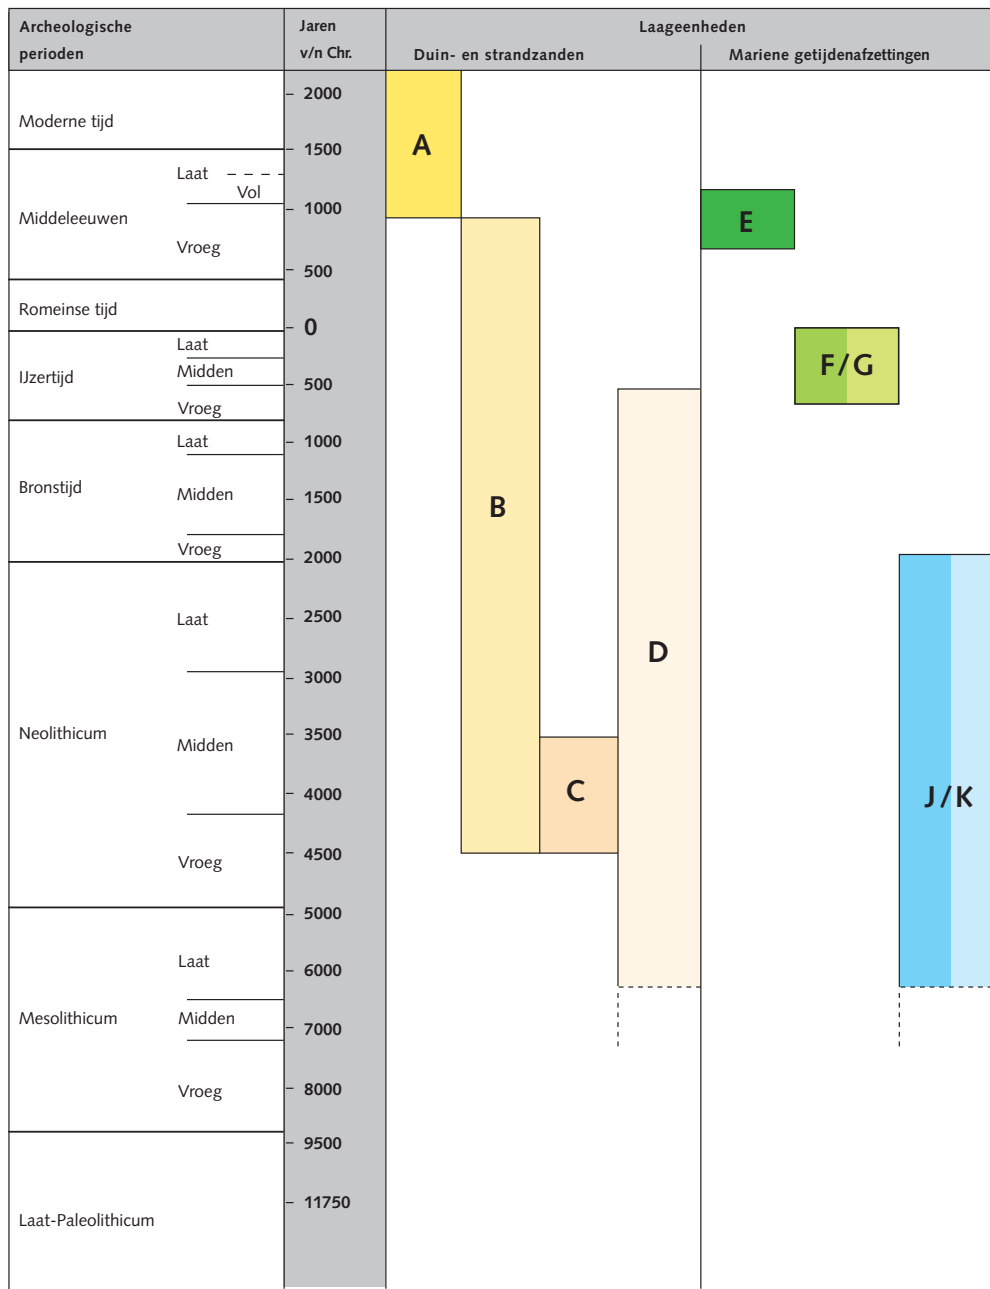 Archeologische
perioden
Jaren
v/n Chr.
Laageenheden
Duin- en strandzanden
Mariene getijdenafzettingen
Moderne tijd
Middeleeuwen
Laat
Vol
Vroeg
Romeinse tijd
IJzertijd
Laat
Midden
Vroeg
Bronstijd
Laat
Midden
Vroeg
Neolithicum
Laat
Midden
Vroeg
Mesolithicum
Laat
Midden
Vroeg
Laat-Paleolithicum
2000
1500
1000
500
0
500
1000
1500
2000
2500
3000
3500
4000
4500
5000
6000
7000
8000
9500
11750
A
B
C
D
E
F/G
J/K